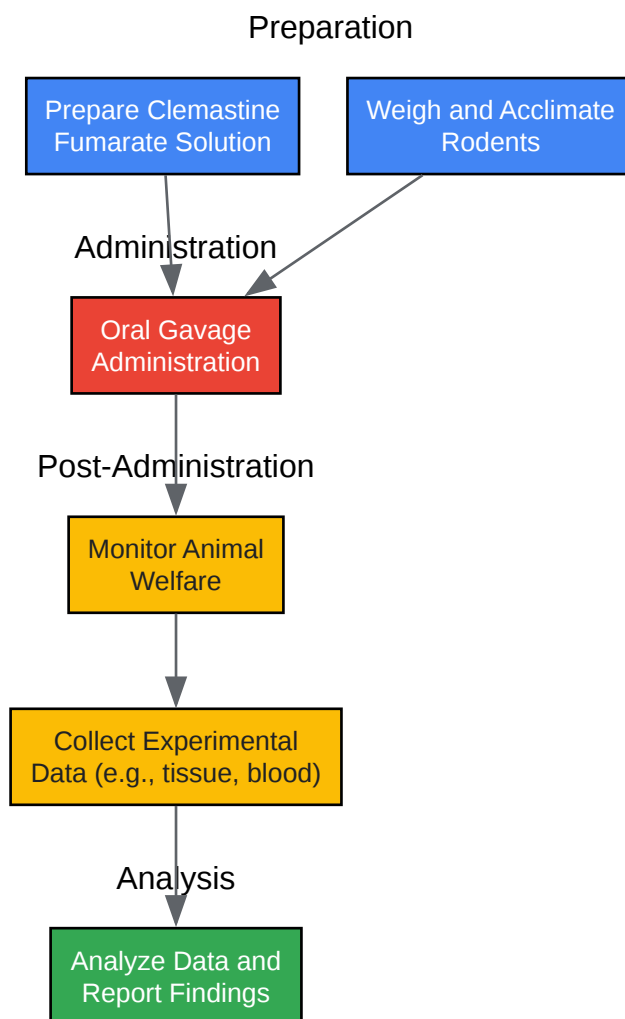 Preparation
Prepare Clemastine
Fumarate Solution
Weigh and Acclimate
Rodents
Administration
Oral Gavage
Administration
Post-Administration
Monitor Animal
Welfare
Collect Experimental
Data (e.g., tissue, blood)
Analysis
Analyze Data and
Report Findings